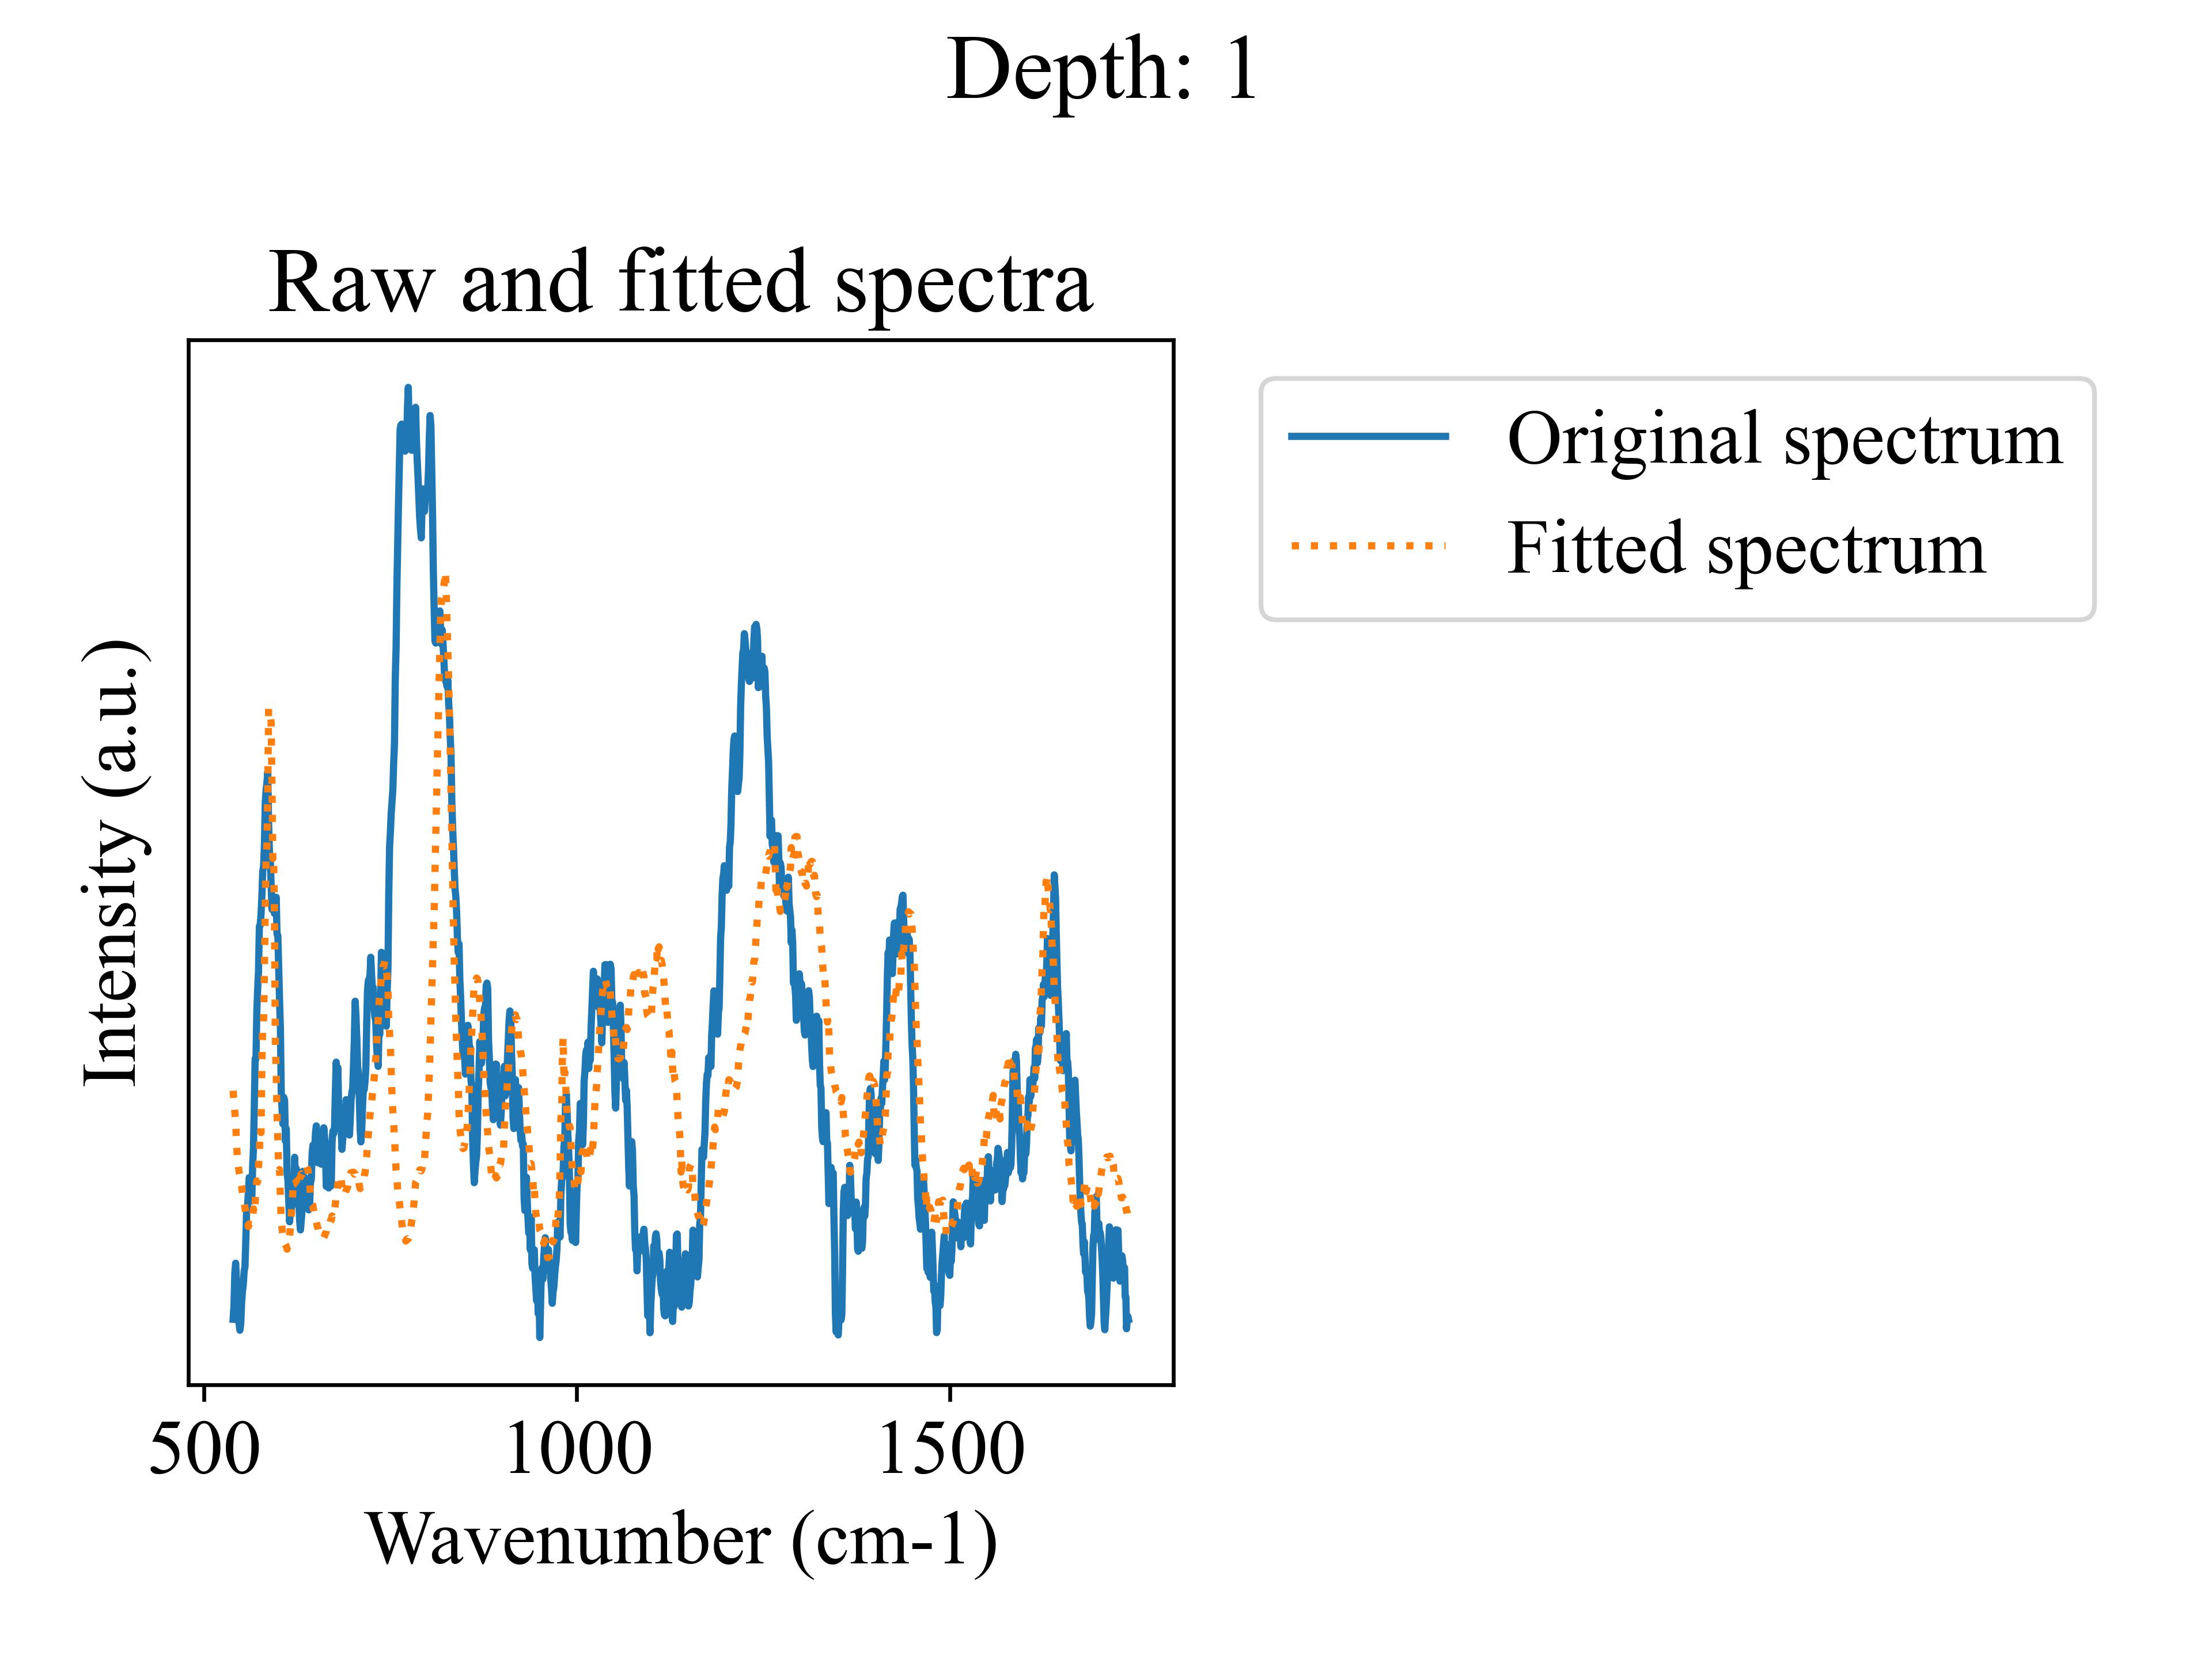 Depth: 1
Raw and fitted spectra
Original spectrum
Fitted spectrum
Intensity (a.u.)
500
1000
1500
Wavenumber (cm-1)